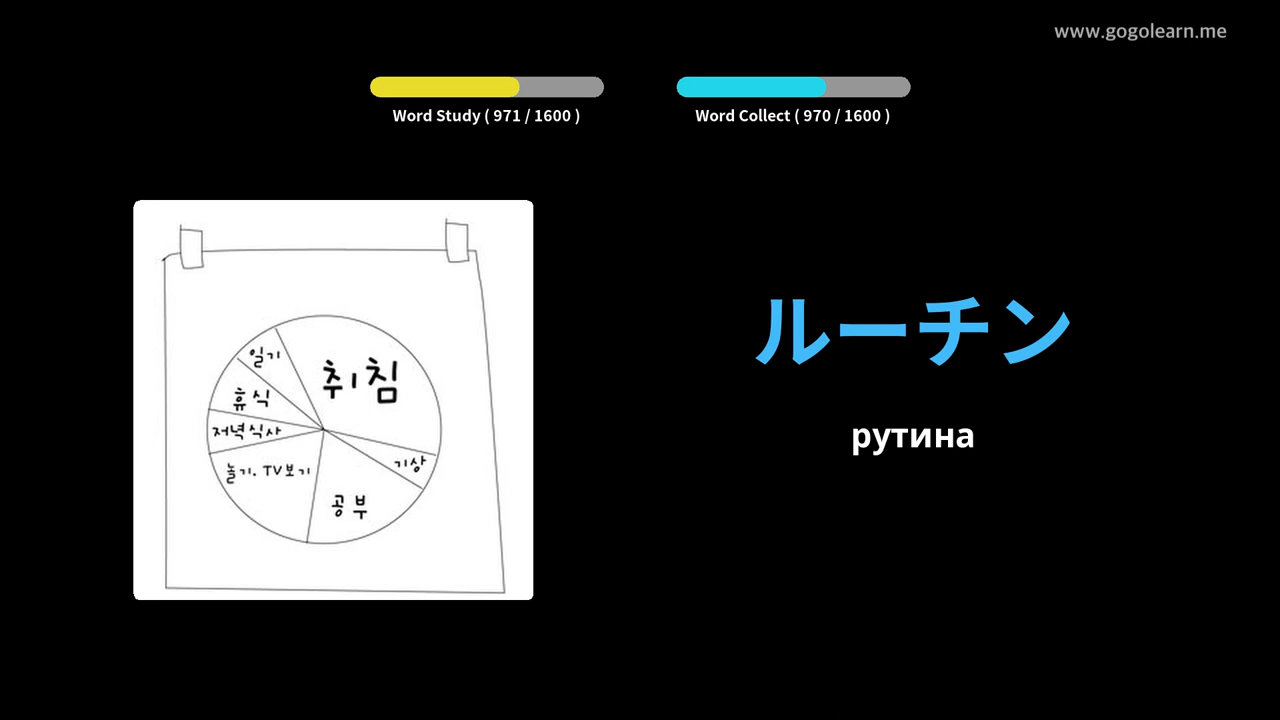 www.gogolearn.me
Word Study ( 971 / 1600 )
Word Collect ( 970 / 1600 )
일기
취침
휴식
저녁식사
놀기. TV보기
기상
공부
ルーチン
рутина